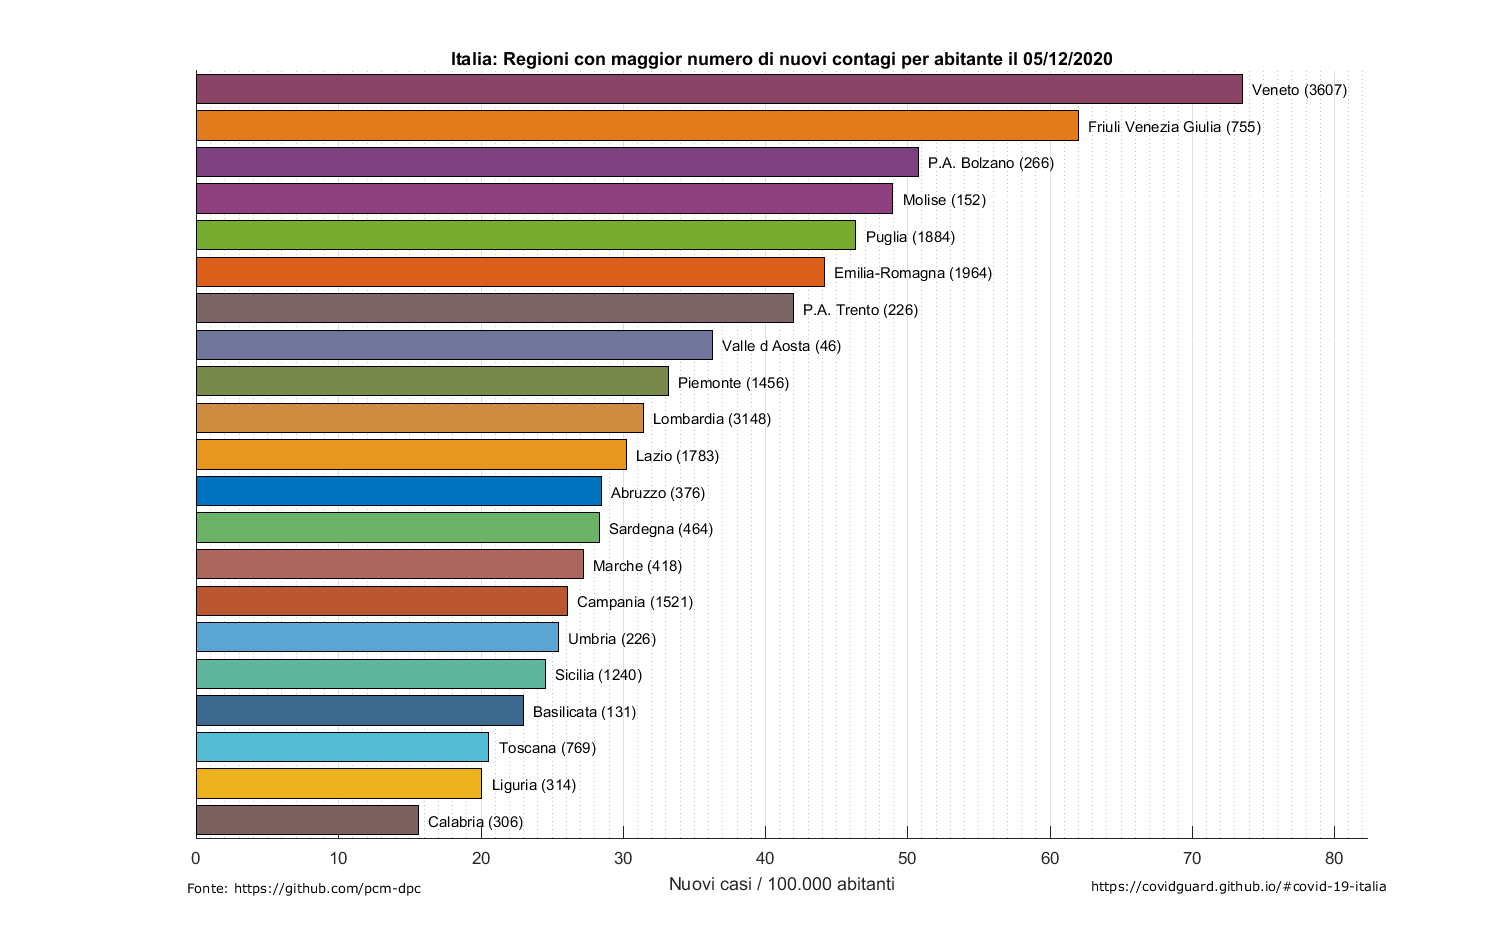 Italia: Regioni con maggior numero di nuovi contagi per abitante il 05/12/2020
Veneto (3607)
Friuli Venezia Giulia (755)
P.A. Bolzano (266)
Molise (152)
Puglia (1884)
Emilia-Romagna (1964)
P.A. Trento (226)
Valle d Aosta (46)
Piemonte (1456)
Lombardia (3148)
Lazio (1783)
Abruzzo (376)
Sardegna (464)
Marche (418)
Campania (1521)
Umbria (226)
Sicilia (1240)
Basilicata (131)
Toscana (769)
Liguria (314)
Calabria (306)
0 10 20 30 40 50 60 70 80
Nuovi casi / 100.000 abitanti
Fonte: https://github.com/pcm-dpc
https://covidguard.github.io/#covid-19-italia